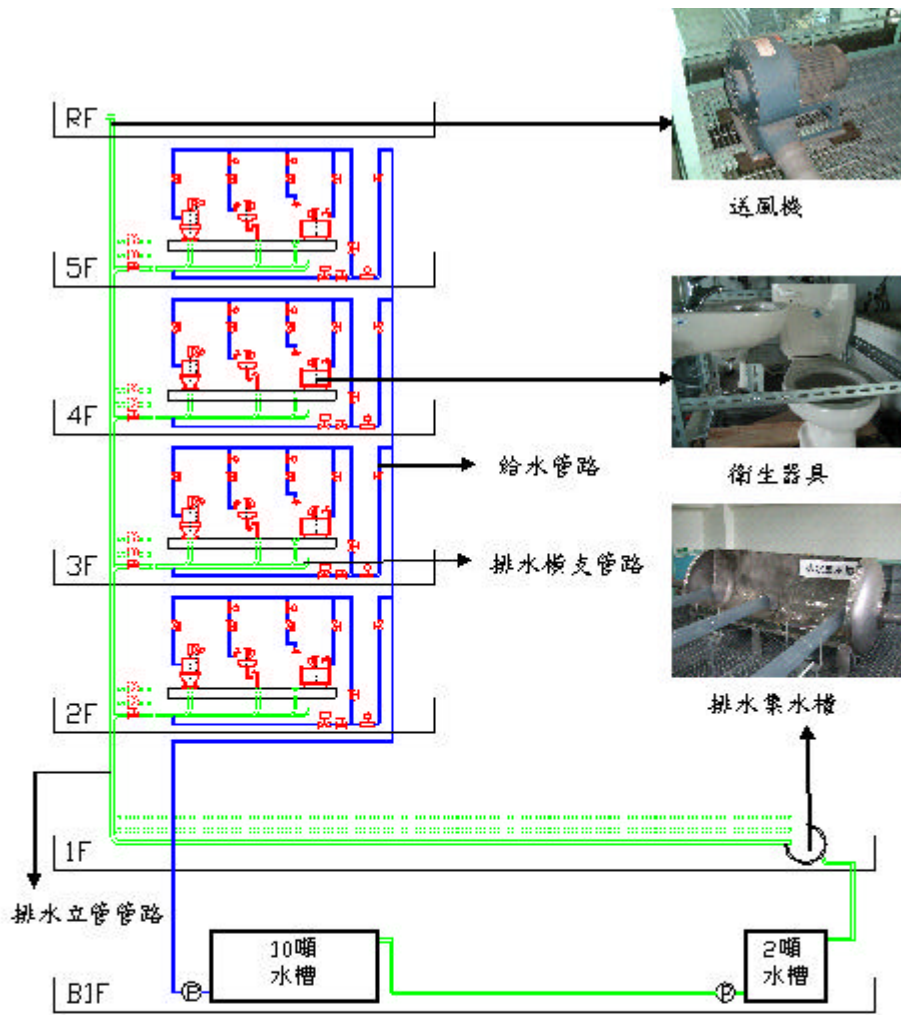 RF
送風機
5F
4F
衛生器具
給水管路
3F
排水橫支管路
2F
排水集水槽
1F
排水立管管路
10噸
水槽
2噸
水槽
P
P
B1F